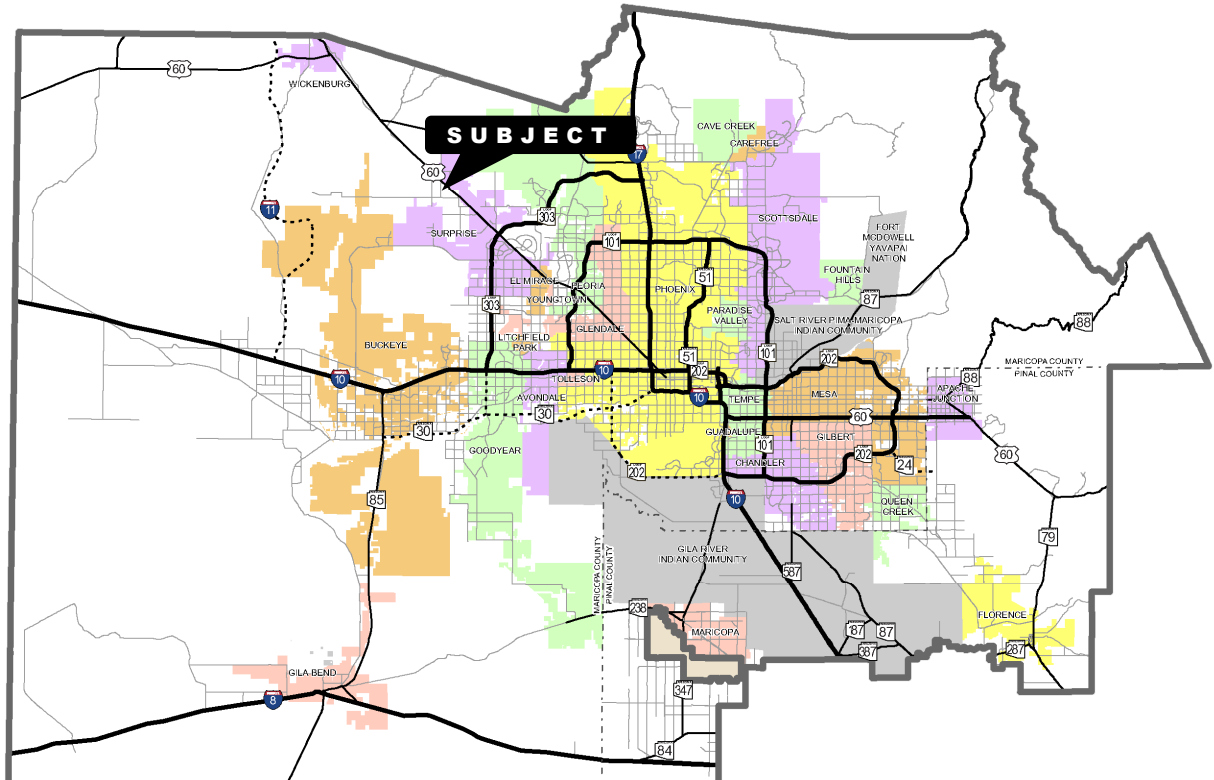 60
WICKENBURG
CAVE CREEK
SUBJECT
CAREFREE
17
60
11
303
SCOTTSDALE
SURPRISE
101
FORT
MCDOWELL
YAVAPAI
NATION
51
FOUNTAIN
HILLS
EL MIRAGE
PEORIA
PHOENIX
YOUNGTOWN
87
303
PARADISE
VALLEY
SALT RIVER PIMA-MARICOPA
INDIAN COMMUNITY
88
GLENDALE
LITCHFIELD
PARK
BUCKEYE
51
101
202
MARICOPA COUNTY
PINAL COUNTY
10
TOLLESON
10
202
88
APACHE
JUNCTION
AVONDALE
10
TEMPE
MESA
30
60
30
GUADALUPE
101
GILBERT
GOODYEAR
202
60
CHANDLER
24
202
85
10
QUEEN
CREEK
79
GILA RIVER
INDIAN COMMUNITY
MARICOPA COUNTY
PINAL COUNTY
587
238
FLORENCE
MARICOPA
87
87
387
287
GILA BEND
8
347
84